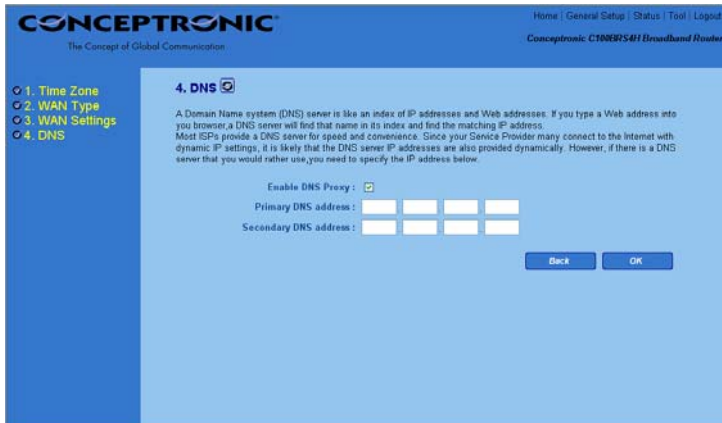 CONCEPTRONIC
The Concept of Global Communication
Home | General Setup | Status | Tool | Logout
Conceptronic C100BRS4H Broadband Router
1. Time Zone
2. WAN Type
3. WAN Settings
4. DNS
4. DNS
A Domain Name system (DNS) server is like an index of IP addresses and Web addresses. If you type a Web address into
you browser,a DNS server will find that name in its index and find the matching IP address.
Most ISPs provide a DNS server for speed and convenience. Since your Service Provider many connect to the Internet with
dynamic IP settings, it is likely that the DNS server IP addresses are also provided dynamically. However, if there is a DNS
server that you would rather use,you need to specify the IP address below.
Enable DNS Proxy :
Primary DNS address :
Secondary DNS address :
Back
OK